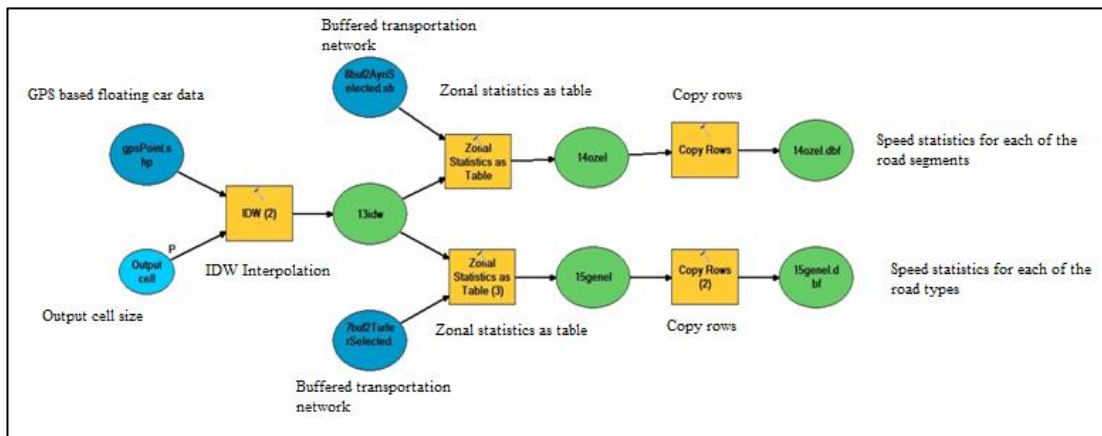 Buffered transportation
network
8buf2AyniS
elected.sh
Zonal statistics as table
Copy rows
GPS based floating car data
gpsPoint.s
hp
Zonal
Statistics as
Table
14ozel
Copy Rows
14ozel.dbf
Speed statistics for each of the
road segments
IDW (2)
13idw
P
Output
cell
IDW Interpolation
Zonal
Statistics as
Table (3)
15genel
Copy Rows
(2)
15genel.d
bf
Speed statistics for each of the
road types
Output cell size
7buf2Turle
rSelected.
Zonal statistics as table
Copy rows
Buffered transportation
network